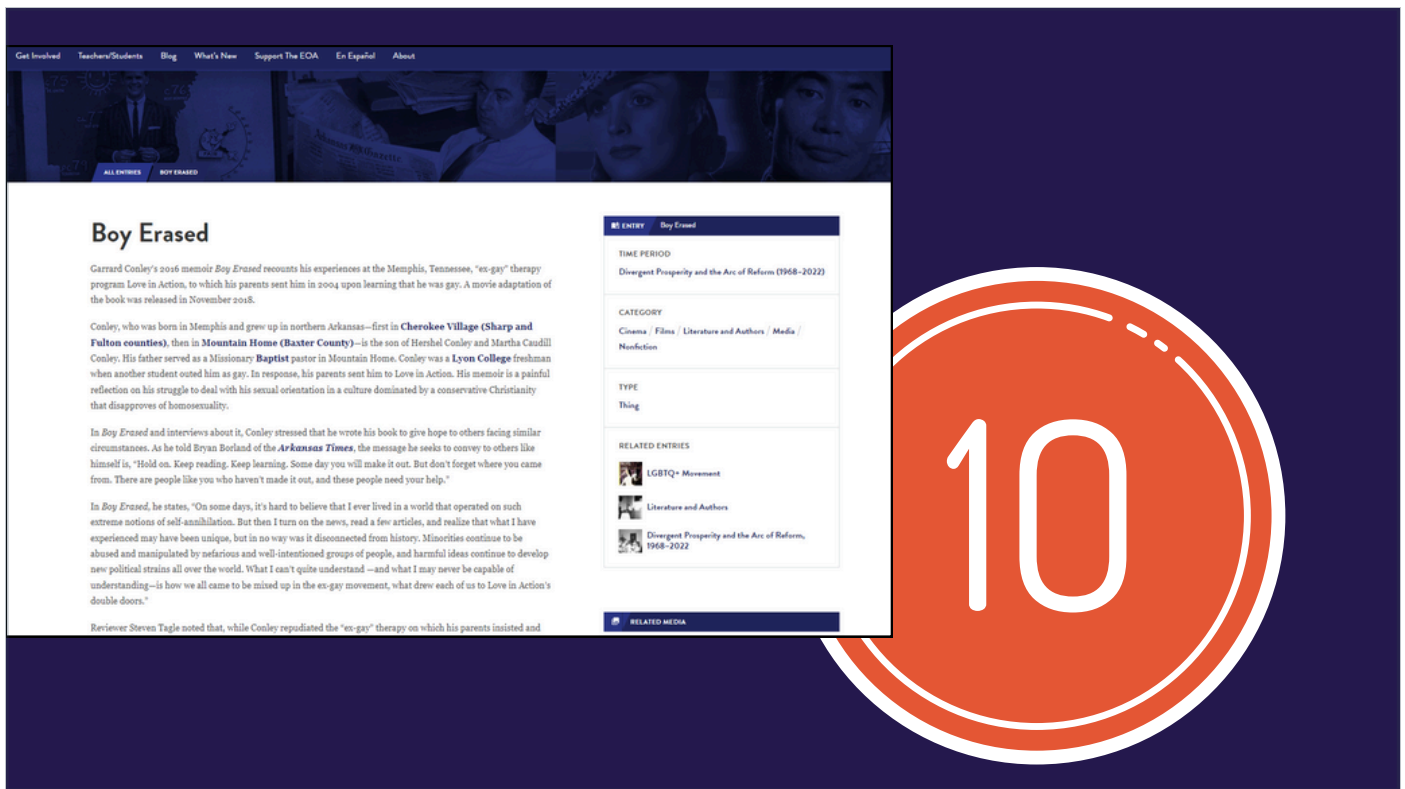 Get Involved Teachers/Students Blog What's New Support The EOA En Español About
Arkansas Gazette
ALL ENTRIES BOY ERASED
Boy Erased
Garrard Conley's 2016 memoir Boy Erased recounts his experiences at the Memphis, Tennessee, "ex-gay" therapy
program Love in Action, to which his parents sent him in 2004 upon learning that he was gay. A movie adaptation of
the book was released in November 2018.
Conley, who was born in Memphis and grew up in northern Arkansas—first in Cherokee Village (Sharp and
Fulton counties), then in Mountain Home (Baxter County)—is the son of Hershel Conley and Martha Caudill
Conley. His father served as a Missionary Baptist pastor in Mountain Home. Conley was a Lyon College freshman
when another student outed him as gay. In response, his parents sent him to Love in Action. His memoir is a painful
reflection on his struggle to deal with his sexual orientation in a culture dominated by a conservative Christianity
that disapproves of homosexuality.
In Boy Erased and interviews about it, Conley stressed that he wrote his book to give hope to others facing similar
circumstances. As he told Bryan Borland of the Arkansas Times, the message he seeks to convey to others like
himself is, "Hold on. Keep reading. Keep learning. Some day you will make it out. But don't forget where you came
from. There are people like you who haven't made it out, and these people need your help."
In Boy Erased, he states, "On some days, it's hard to believe that I ever lived in a world that operated on such
extreme notions of self-annihilation. But then I turn on the news, read a few articles, and realize that what I have
experienced may have been unique, but in no way was it disconnected from history. Minorities continue to be
abused and manipulated by nefarious and well-intentioned groups of people, and harmful ideas continue to develop
new political strains all over the world. What I can't quite understand —and what I may never be capable of
understanding—is how we all came to be mixed up in the ex-gay movement, what drew each of us to Love in Action's
double doors."
Reviewer Steven Tagle noted that, while Conley repudiated the "ex-gay" therapy on which his parents insisted and
ENTRY Boy Erased
TIME PERIOD
Divergent Prosperity and the Arc of Reform (1968–2022)
CATEGORY
Cinema / Films / Literature and Authors / Media /
Nonfiction
TYPE
Thing
RELATED ENTRIES
LGBTQ+ Movement
Literature and Authors
Divergent Prosperity and the Arc of Reform,
1968–2022
RELATED MEDIA
10